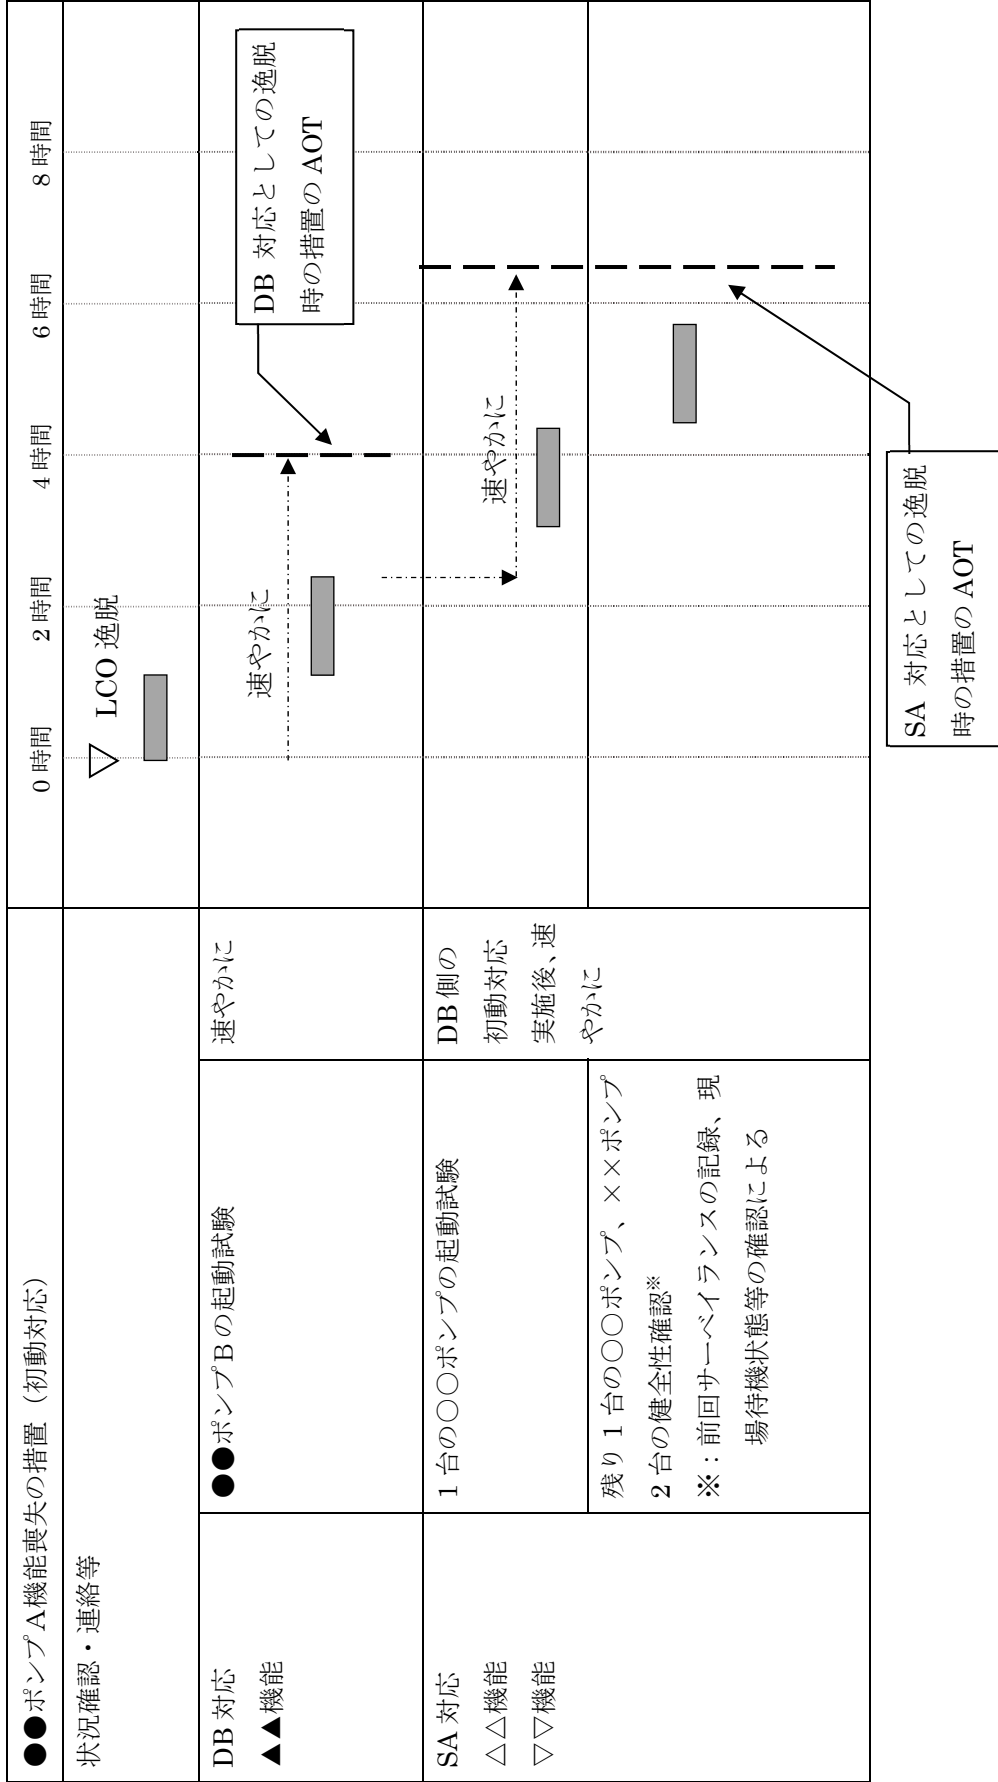 ●●ポンプA機能喪失の措置（初動対応）
0時間
2時間
4時間
6時間
8時間
状況確認・連絡等
LCO 逸脱
DB 対応
▲▲機能
●●ポンプBの起動試験
速やかに
速やかに
DB 対応としての逸脱
時の措置の AOT
SA 対応
△△機能
▽▽機能
1台の○○ポンプの起動試験
DB 側の
初動対応
実施後、速
やかに
速やかに
残り1台の○○ポンプ、××ポンプ
2台の健全性確認※
※：前回サーベイランスの記録、現
場待機状態等の確認による
SA 対応としての逸脱
時の措置の AOT